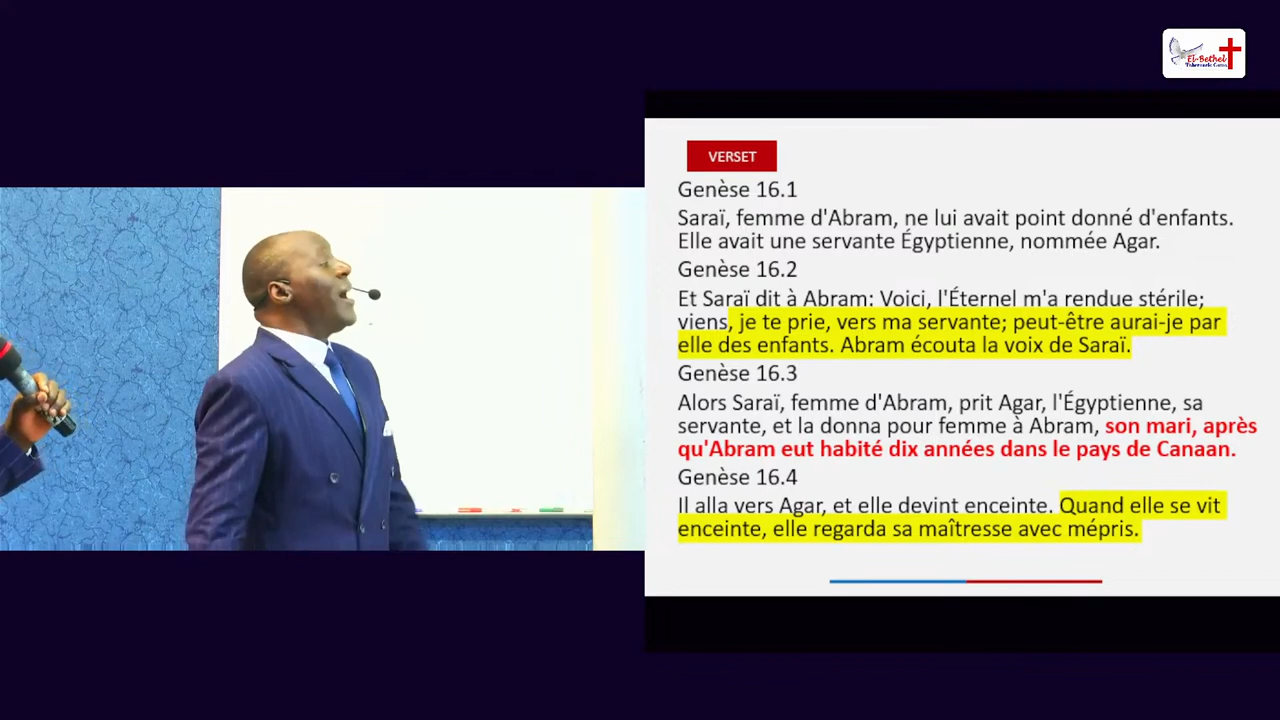 El-Bethel
Tabernacle
VERSET
Genèse 16.1
Saraï, femme d'Abram, ne lui avait point donné d'enfants.
Elle avait une servante Égyptienne, nommée Agar.
Genèse 16.2
Et Saraï dit à Abram: Voici, l'Éternel m'a rendue stérile;
viens, je te prie, vers ma servante; peut-être aurai-je par
elle des enfants. Abram écouta la voix de Saraï.
Genèse 16.3
Alors Saraï, femme d'Abram, prit Agar, l'Égyptienne, sa
servante, et la donna pour femme à Abram, son mari, après
qu'Abram eut habité dix années dans le pays de Canaan.
Genèse 16.4
Il alla vers Agar, et elle devint enceinte. Quand elle se vit
enceinte, elle regarda sa maîtresse avec mépris.